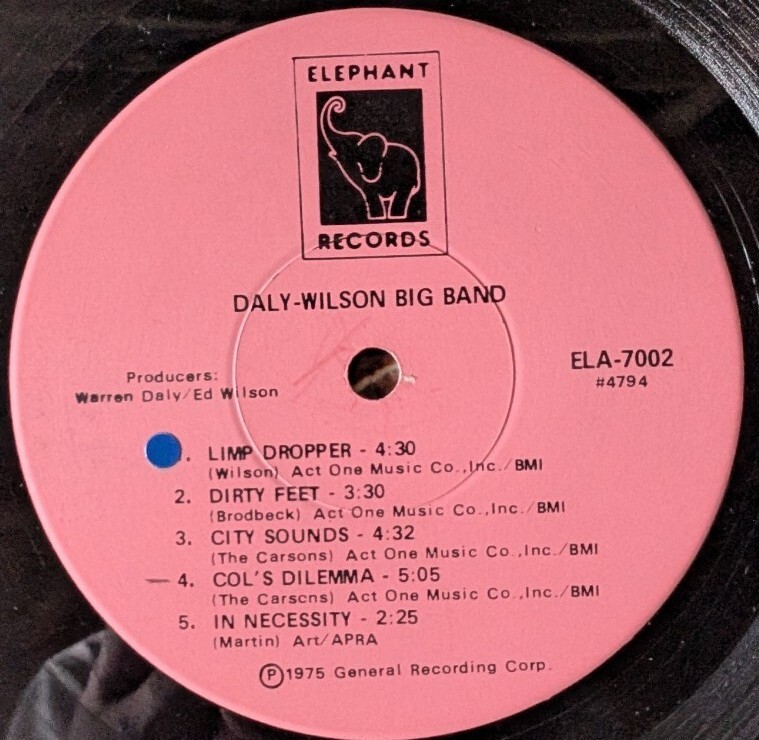 ELEPHANT
RECORDS
DALY-WILSON BIG BAND
Producers:
Warren Daly/Ed Wilson
ELA-7002
#4794
. LIMP DROPPER - 4:30
(Wilson) Act One Music Co.,Inc./BMI
2. DIRTY FEET - 3:30
(Brodbeck) Act One Music Co.,Inc./BMI
3. CITY SOUNDS - 4:32
(The Carsons) Act One Music Co.,Inc./BMI
4. COL'S DILEMMA - 5:05
(The Carsons) Act One Music Co.,Inc./BMI
5. IN NECESSITY - 2:25
(Martin) Art/APRA
Ⓟ1975 General Recording Corp.